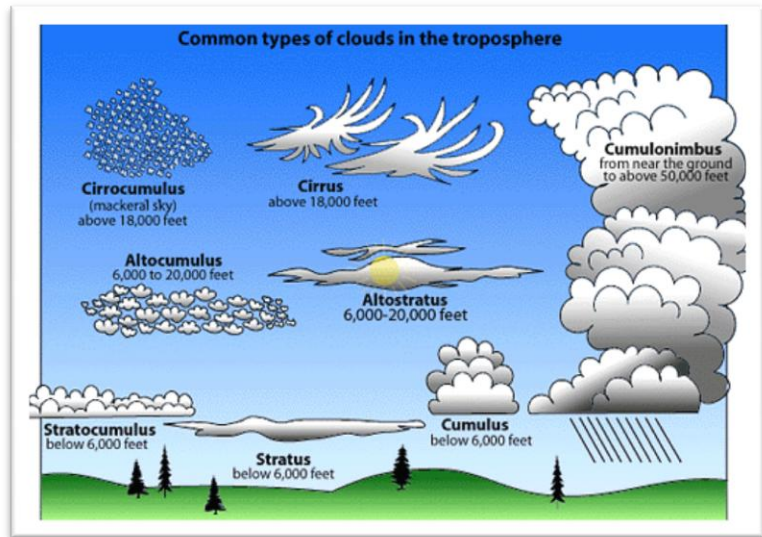 Common types of clouds in the troposphere
Cirrocumulus
(mackeral sky)
above 18,000 feet
Cirrus
above 18,000 feet
Cumulonimbus
from near the ground
to above 50,000 feet
Altocumulus
6,000 to 20,000 feet
Altostratus
6,000-20,000 feet
Stratocumulus
below 6,000 feet
Stratus
below 6,000 feet
Cumulus
below 6,000 feet